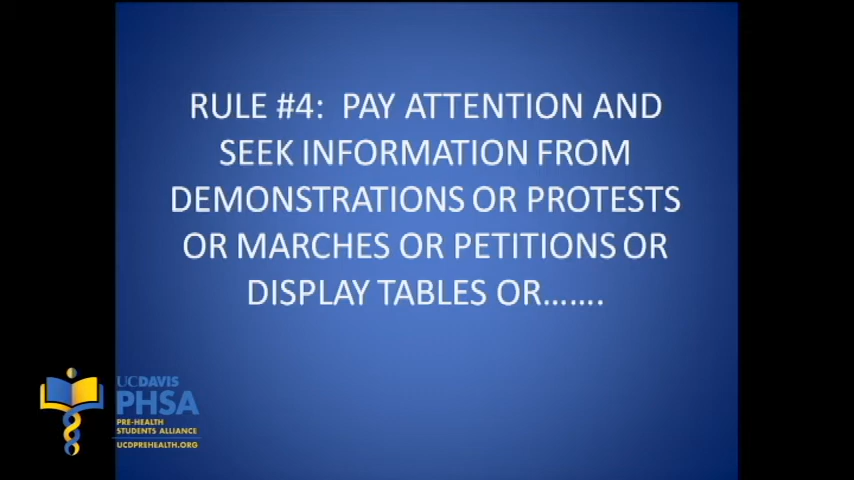 RULE #4: PAY ATTENTION AND
SEEK INFORMATION FROM
DEMONSTRATIONS OR PROTESTS
OR MARCHES OR PETITIONS OR
DISPLAY TABLES OR…….
UCDAVIS
PHSA
PRE-HEALTH
STUDENTS ALLIANCE
UCDPREHEALTH.ORG